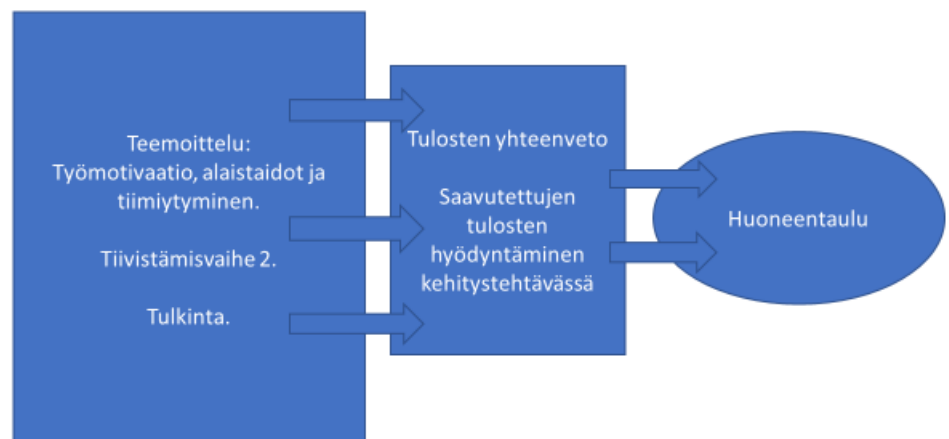 Teemoittelu:
Työmotivaatio, alaistaidot ja
tiimiytyminen.
Tiivistämisvaihe 2.
Tulkinta.
Tulosten yhteenveto
Saavutettujen
tulosten
hyödyntäminen
kehitystehtävässä
Huoneentaulu